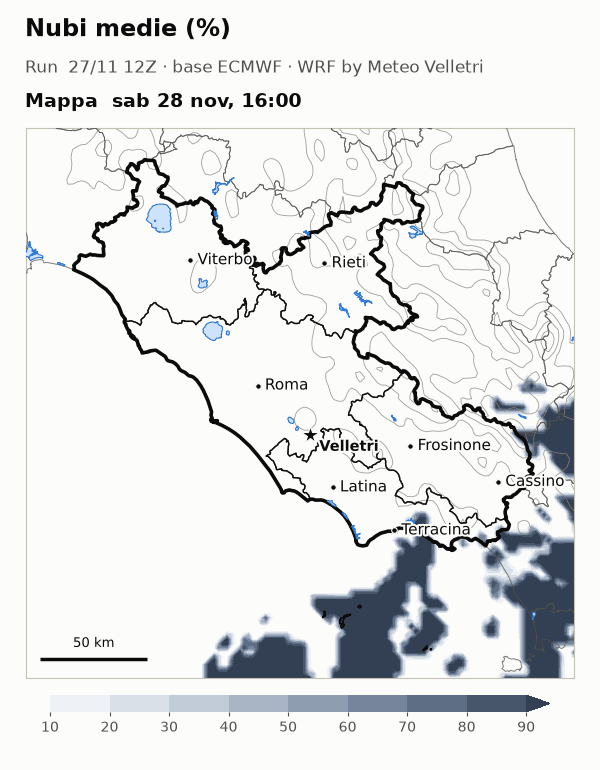 Nubi medie (%)
Run  27/11 12Z · base ECMWF · WRF by Meteo Velletri
Mappa  sab 28 nov, 16:00
Viterbo
Rieti
Roma
Velletri
Frosinone
Latina
Cassino
Terracina
50 km
10 20 30 40 50 60 70 80 90